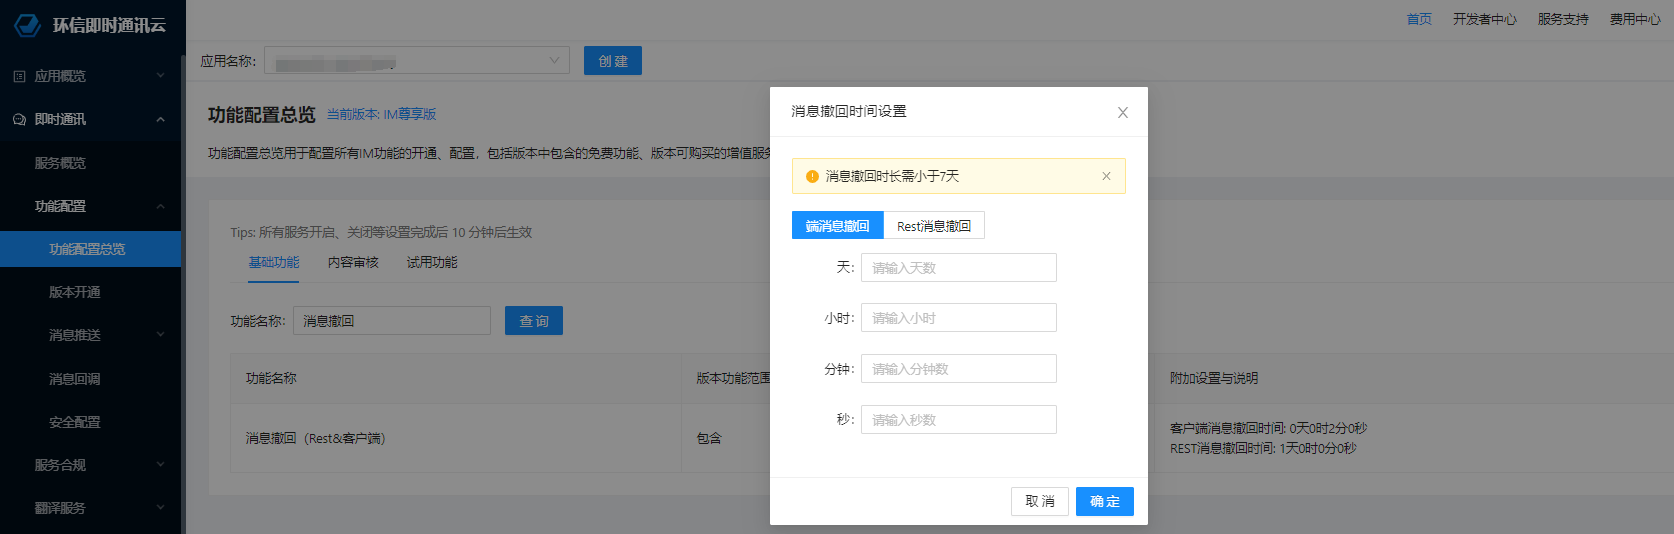 环信即时通讯云
首页 开发者中心 服务支持 费用中心
应用名称: 创 建
应用概览
即时通讯
服务概览
功能配置
功能配置总览
版本开通
消息推送
消息回调
安全配置
服务合规
翻译服务
功能配置总览 当前版本: IM尊享版
功能配置总览用于配置所有IM功能的开通、配置，包括版本中包含的免费功能、版本可购买的增值服务
Tips: 所有服务开启、关闭等设置完成后 10 分钟后生效
基础功能 内容审核 试用功能
功能名称: 消息撤回 查 询
功能名称 版本功能范围 附加设置与说明
消息撤回（Rest&客户端） 包含 客户端消息撤回时间: 0天0时2分0秒
REST消息撤回时间: 1天0时0分0秒
消息撤回时间设置
消息撤回时长需小于7天
端消息撤回 Rest消息撤回
天: 请输入天数
小时: 请输入小时
分钟: 请输入分钟数
秒: 请输入秒数
取 消 确 定